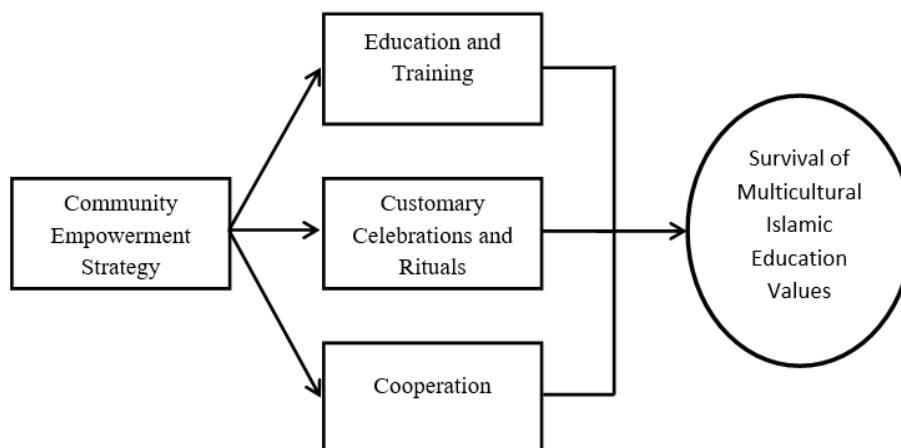 Education and
Training
Community
Empowerment
Strategy
Customary
Celebrations and
Rituals
Cooperation
Survival of
Multicultural
Islamic
Education
Values